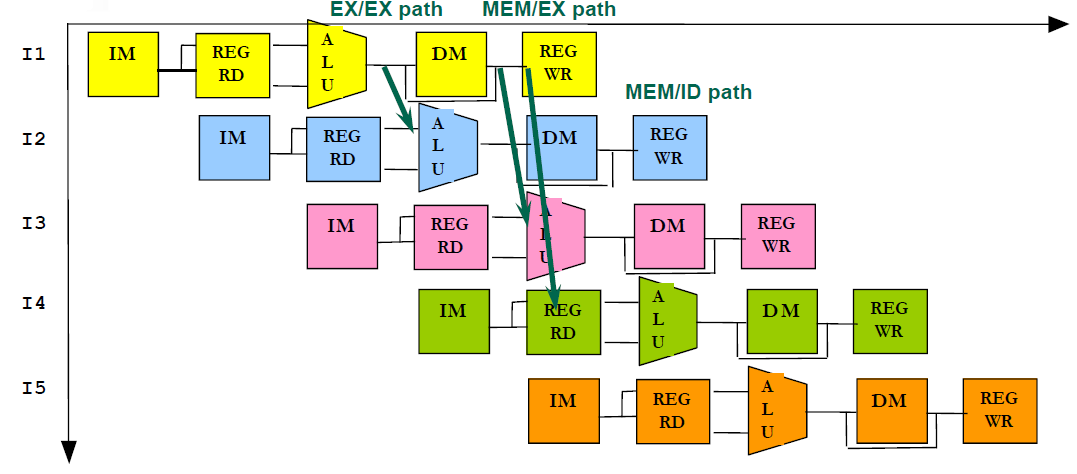 EX/EX path
MEM/EX path
I1
IM
REG
RD
A
L
U
DM
REG
WR
MEM/ID path
I2
IM
REG
RD
A
L
U
DM
REG
WR
I3
IM
REG
RD
A
L
U
DM
REG
WR
I4
IM
REG
RD
A
L
U
DM
REG
WR
I5
IM
REG
RD
A
L
U
DM
REG
WR